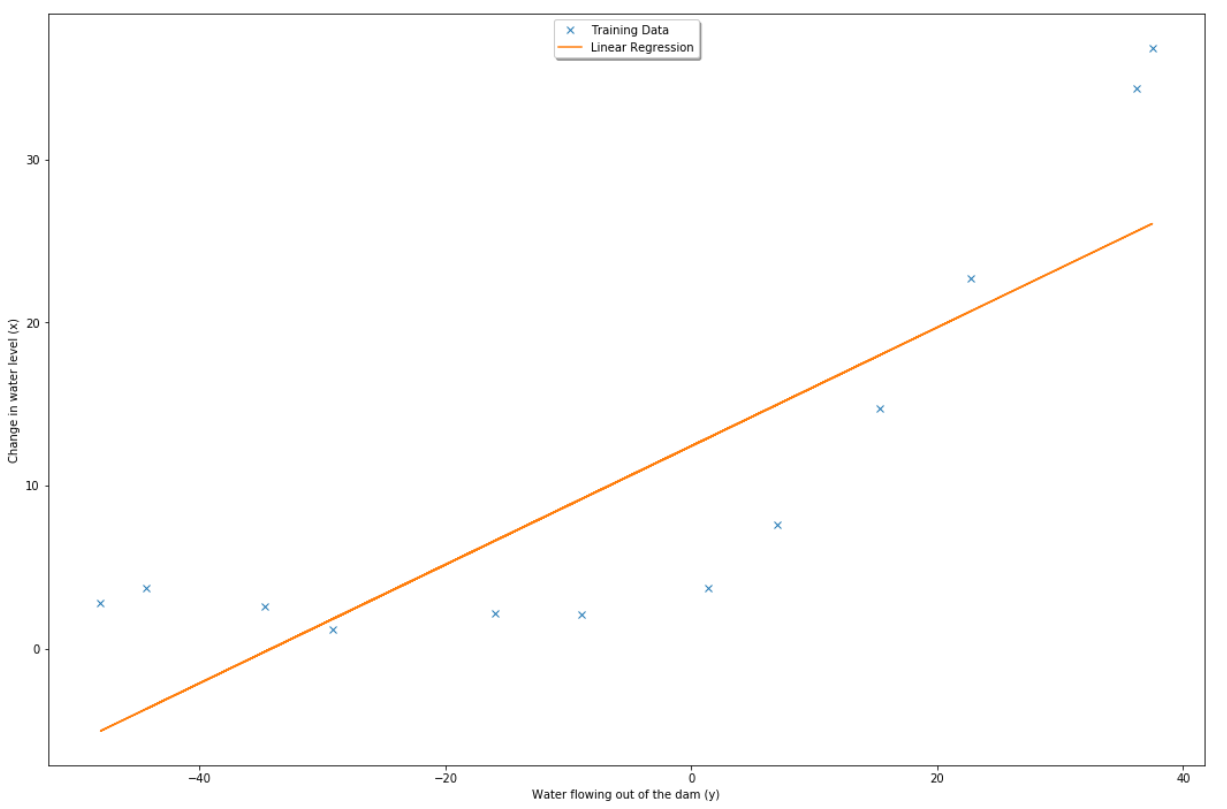 Training Data
Linear Regression
30
20
10
0
Change in water level (x)
−40
−20
0
20
40
Water flowing out of the dam (y)